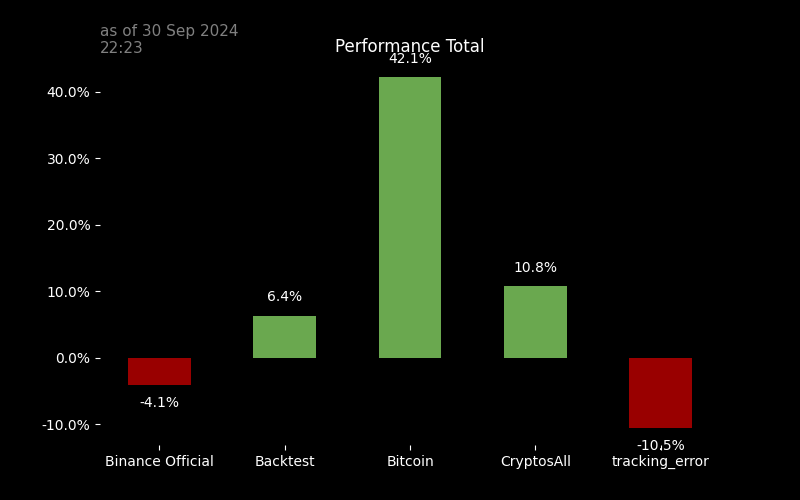 as of 30 Sep 2024
22:23
Performance Total
42.1%
40.0%
30.0%
20.0%
10.8%
10.0%
6.4%
0.0%
-4.1%
-10.0%
-10.5%
Binance Official
Backtest
Bitcoin
CryptosAll
tracking_error